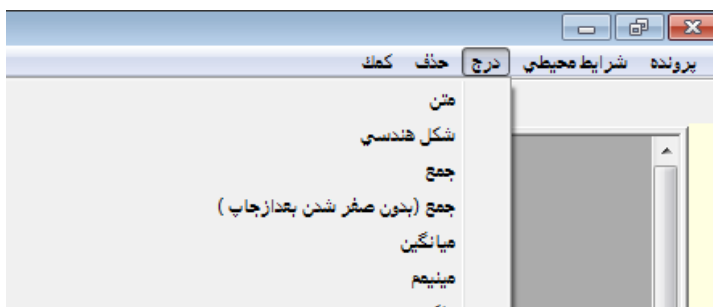 پرونده شرايط محيطي درج حذف كمك
متن
شكل هندسي
جمع
جمع (بدون صفر شدن بعدازچاپ )
ميانگين
مينيمم